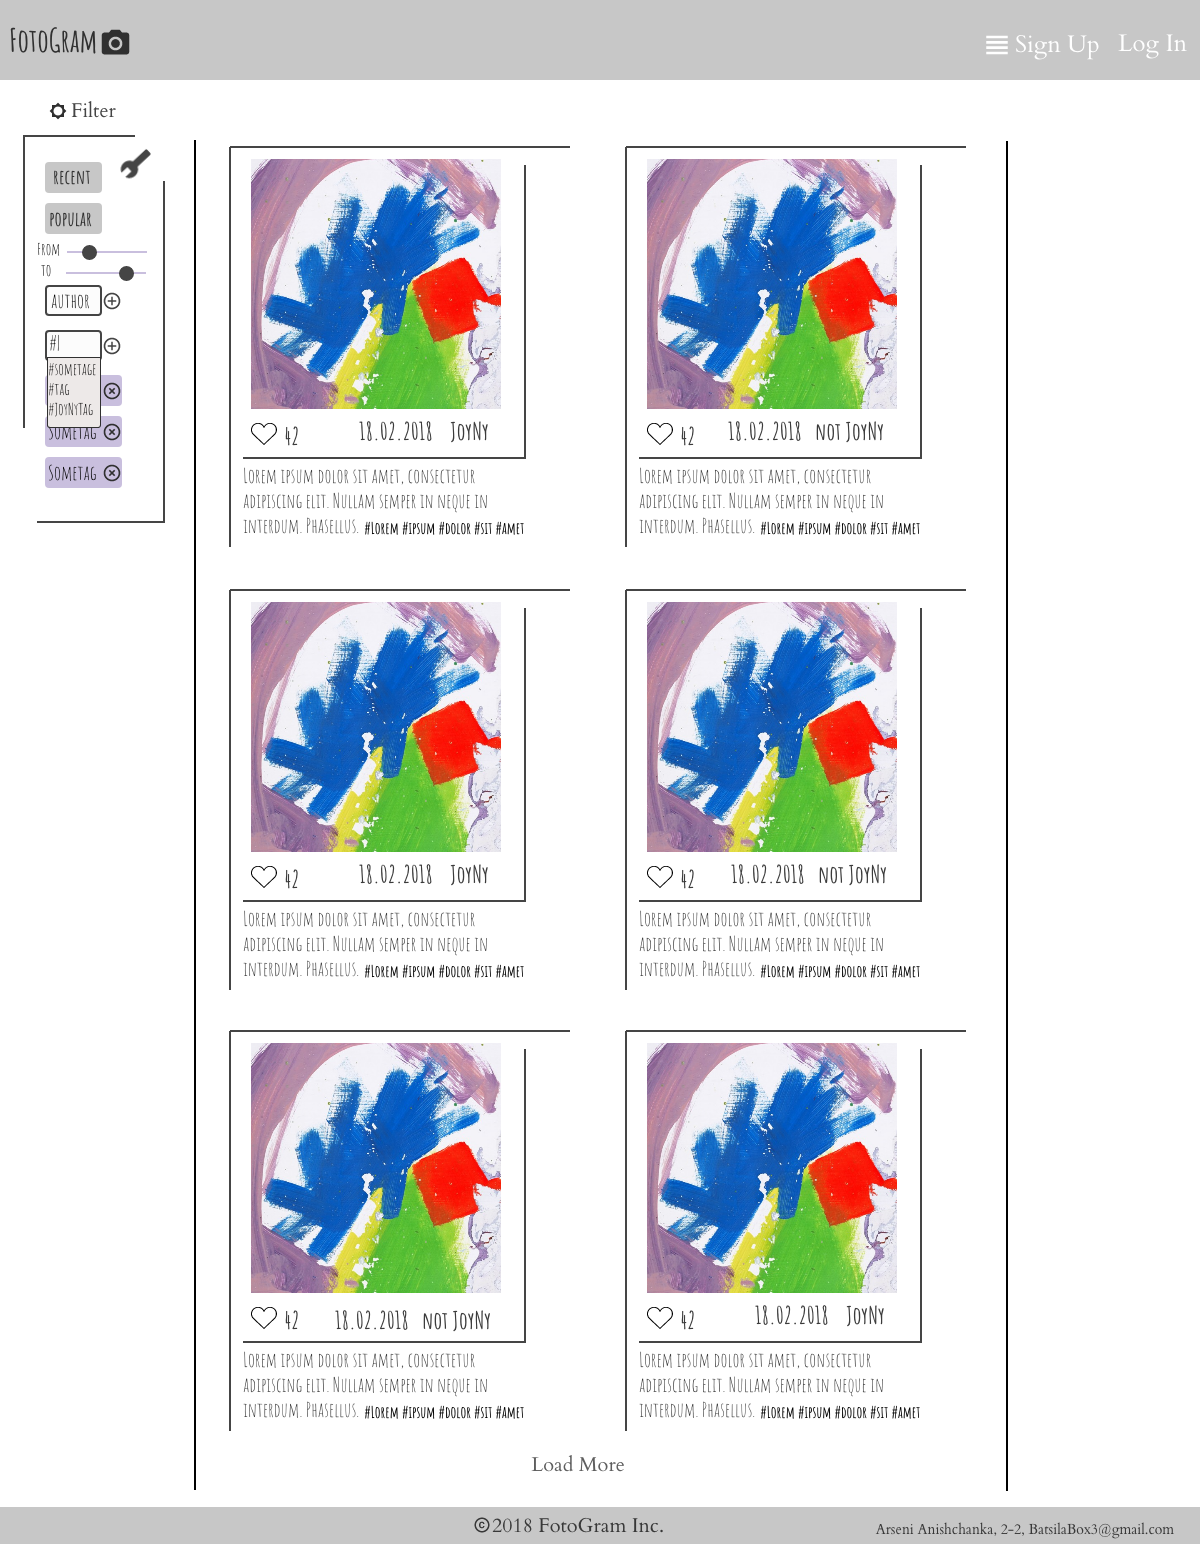 FotoGram
Sign Up Log In
Filter
recent
popular
From
to
author
#|
#sometage
#tag
#JoyNyTag
Sometag
Sometag
42 18.02.2018 JoyNy
Lorem ipsum dolor sit amet, consectetur
adipiscing elit. Nullam semper in neque in
interdum. Phasellus. #Lorem #ipsum #dolor #sit #amet
42 18.02.2018 not JoyNy
Lorem ipsum dolor sit amet, consectetur
adipiscing elit. Nullam semper in neque in
interdum. Phasellus. #Lorem #ipsum #dolor #sit #amet
42 18.02.2018 JoyNy
Lorem ipsum dolor sit amet, consectetur
adipiscing elit. Nullam semper in neque in
interdum. Phasellus. #Lorem #ipsum #dolor #sit #amet
42 18.02.2018 not JoyNy
Lorem ipsum dolor sit amet, consectetur
adipiscing elit. Nullam semper in neque in
interdum. Phasellus. #Lorem #ipsum #dolor #sit #amet
42 18.02.2018 not JoyNy
Lorem ipsum dolor sit amet, consectetur
adipiscing elit. Nullam semper in neque in
interdum. Phasellus. #Lorem #ipsum #dolor #sit #amet
42 18.02.2018 JoyNy
Lorem ipsum dolor sit amet, consectetur
adipiscing elit. Nullam semper in neque in
interdum. Phasellus. #Lorem #ipsum #dolor #sit #amet
Load More
©2018 FotoGram Inc.
Arseni Anishchanka, 2-2, BatsilaBox3@gmail.com